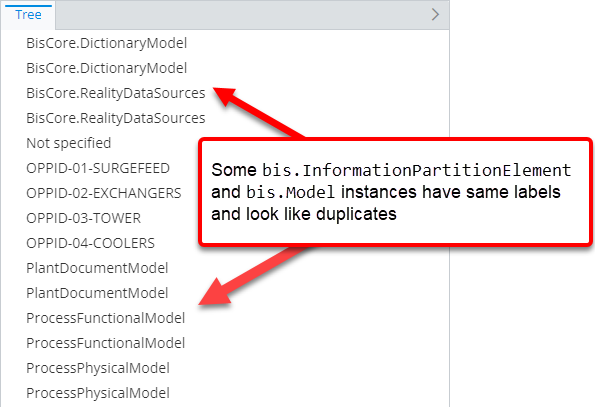 Tree
BisCore.DictionaryModel
BisCore.DictionaryModel
BisCore.RealityDataSources
BisCore.RealityDataSources
Not specified
OPPID-01-SURGEFEED
OPPID-02-EXCHANGERS
OPPID-03-TOWER
OPPID-04-COOLERS
PlantDocumentModel
PlantDocumentModel
ProcessFunctionalModel
ProcessFunctionalModel
ProcessPhysicalModel
ProcessPhysicalModel
Some bis.InformationPartitionElement
and bis.Model instances have same labels
and look like duplicates